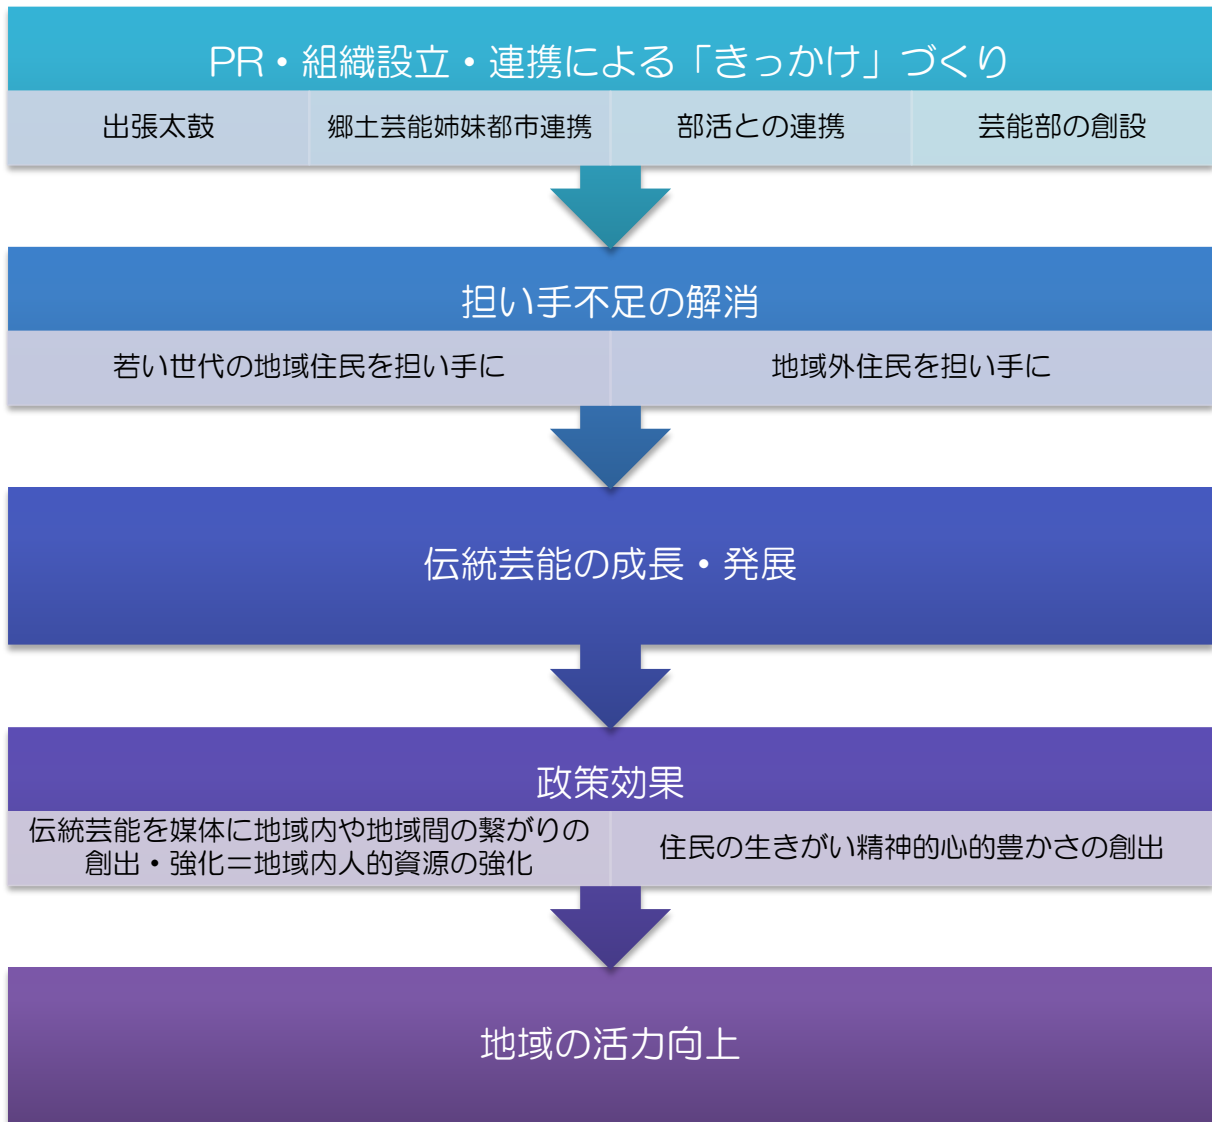 PR・組織設立・連携による「きっかけ」づくり
出張太鼓
郷土芸能姉妹都市連携
部活との連携
芸能部の創設
担い手不足の解消
若い世代の地域住民を担い手に
地域外住民を担い手に
伝統芸能の成長・発展
政策効果
伝統芸能を媒体に地域内や地域間の繋がりの
創出・強化＝地域内人的資源の強化
住民の生きがい精神的心的豊かさの創出
地域の活力向上